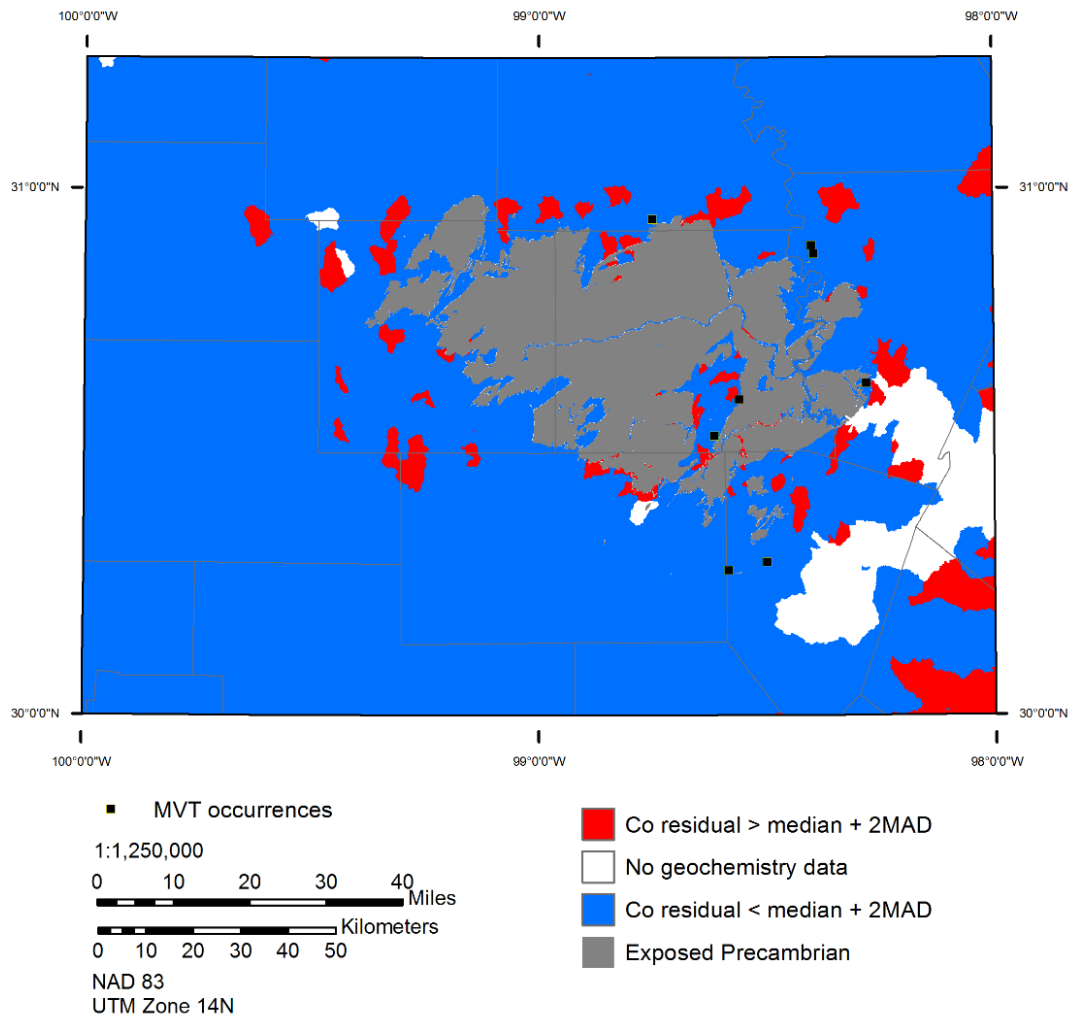 100°0'0"W 99°0'0"W 98°0'0"W
31°0'0"N 31°0'0"N
30°0'0"N 30°0'0"N
100°0'0"W 99°0'0"W 98°0'0"W
MVT occurrences
1:1,250,000
0 10 20 30 40
Miles
Kilometers
0 10 20 30 40 50
NAD 83
UTM Zone 14N
Co residual > median + 2MAD
No geochemistry data
Co residual < median + 2MAD
Exposed Precambrian